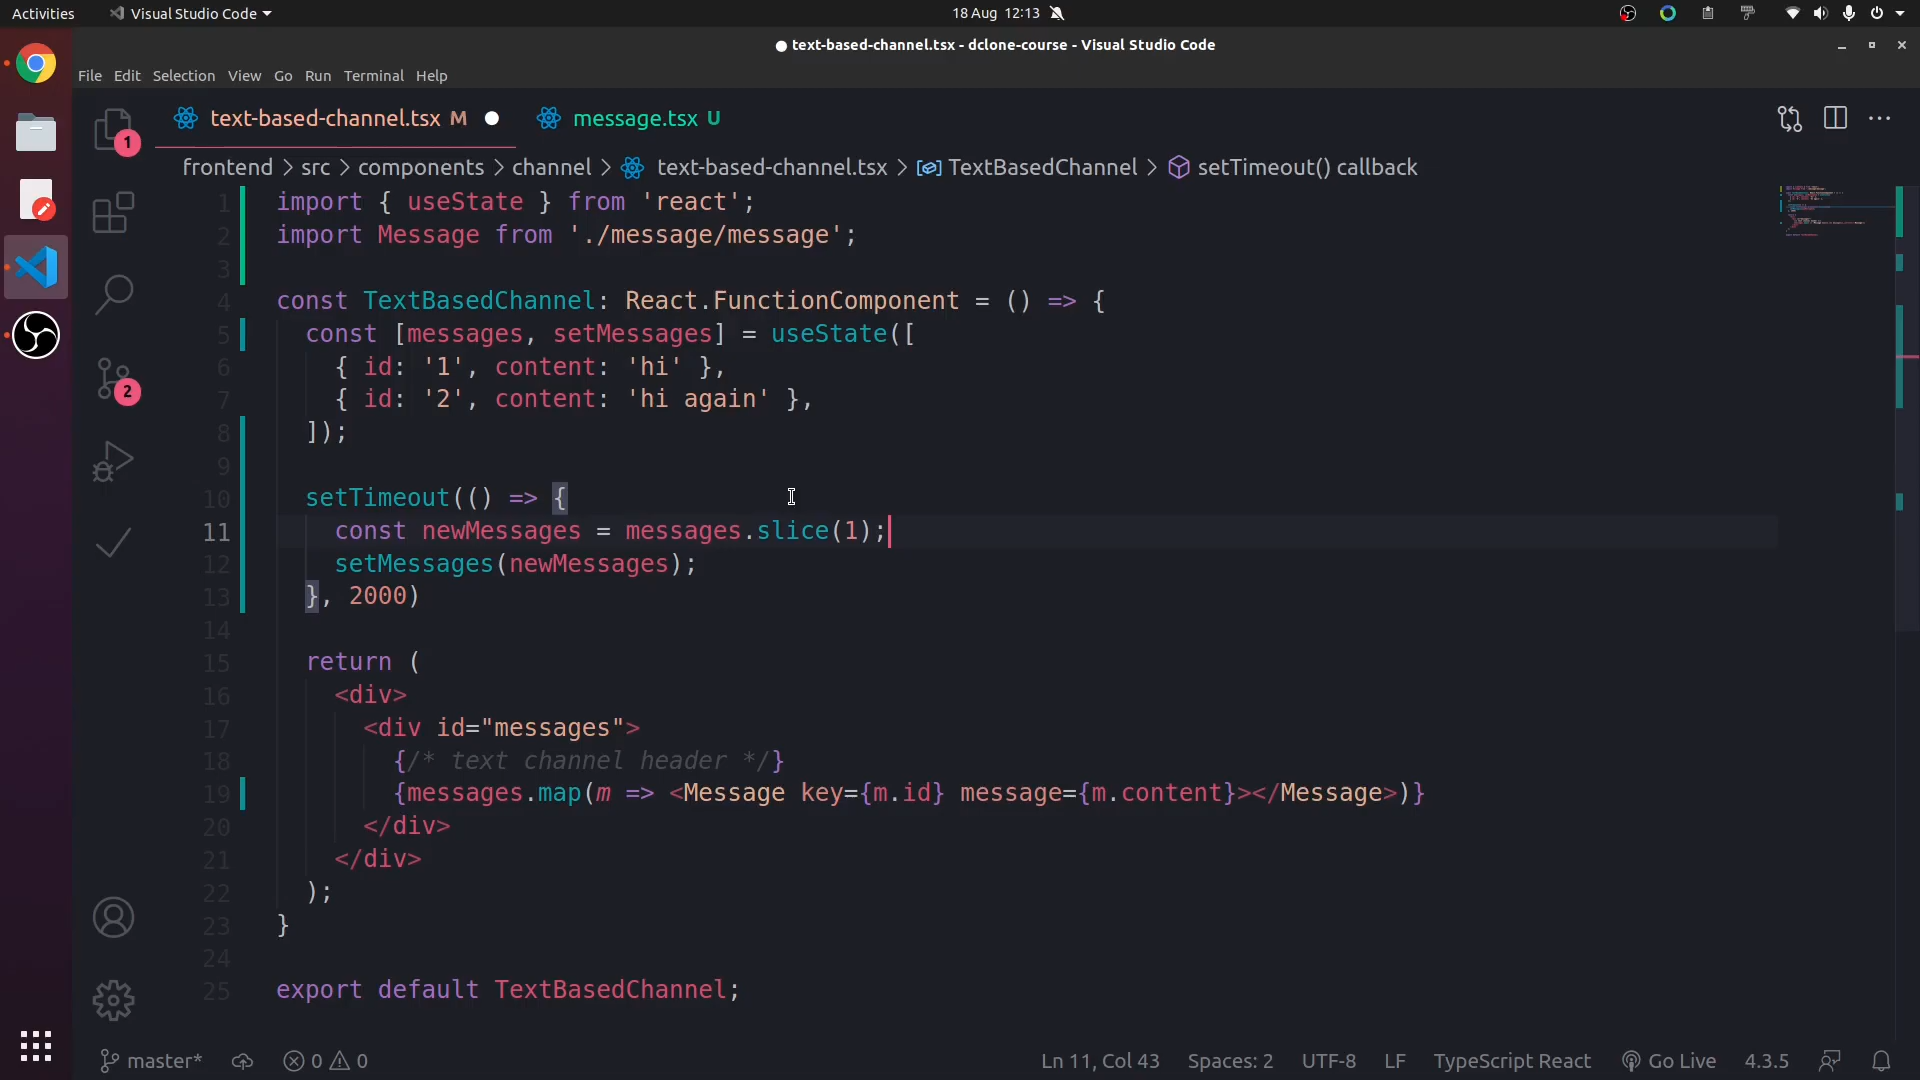 Activities Visual Studio Code 18 Aug 12:13
text-based-channel.tsx - dclone-course - Visual Studio Code
File Edit Selection View Go Run Terminal Help
1 text-based-channel.tsx M message.tsx U
frontend > src > components > channel > text-based-channel.tsx > TextBasedChannel > setTimeout() callback
1 import { useState } from 'react';
2 import Message from './message/message';
3
4 const TextBasedChannel: React.FunctionComponent = () => {
5 const [messages, setMessages] = useState([
6 { id: '1', content: 'hi' },
7 { id: '2', content: 'hi again' },
8 ]);
9
10 setTimeout(() => {
11 const newMessages = messages.slice(1);
12 setMessages(newMessages);
13 }, 2000)
14
15 return (
16 <div>
17 <div id="messages">
18 {/* text channel header */}
19 {messages.map(m => <Message key={m.id} message={m.content}></Message>)}
20 </div>
21 </div>
22 );
23 }
24
25 export default TextBasedChannel;
2
master* 0 0 Ln 11, Col 43 Spaces: 2 UTF-8 LF TypeScript React Go Live 4.3.5